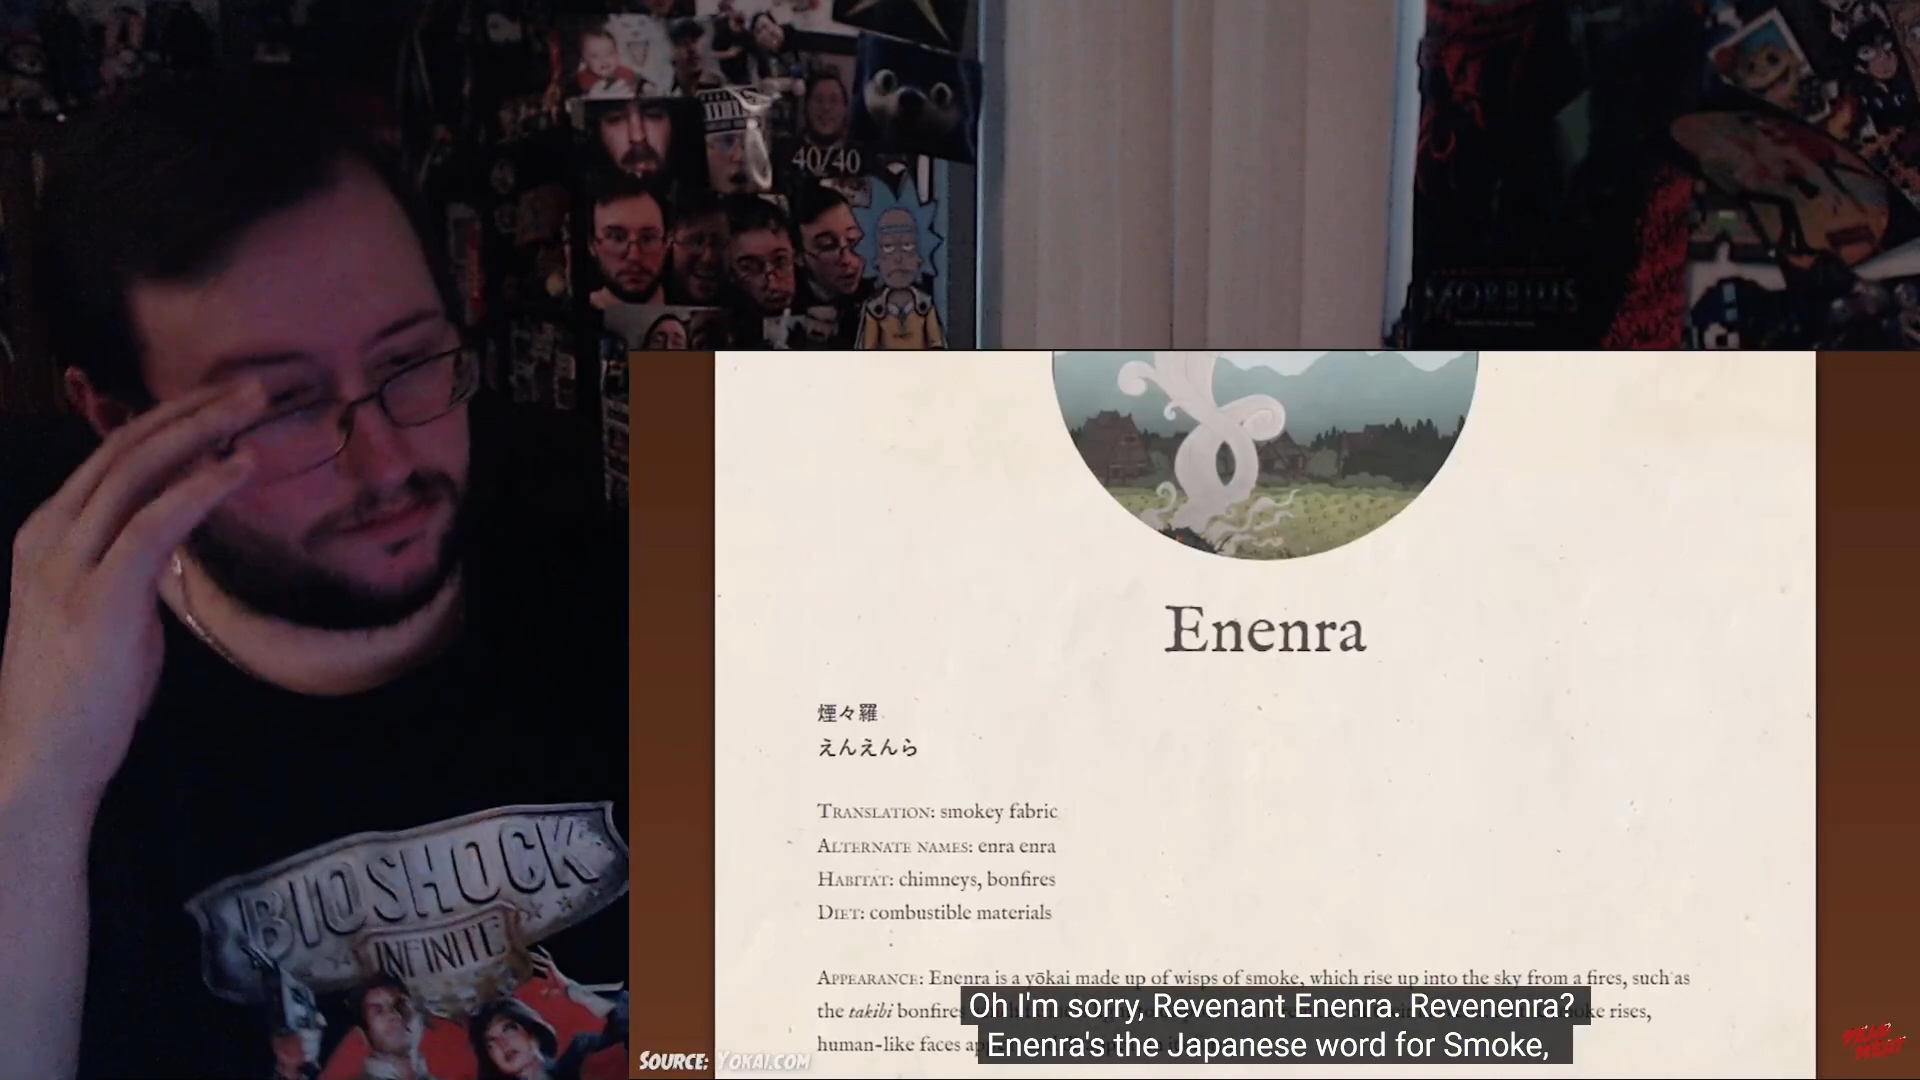 40/40
MORBIUS
BIOSHOCK
INFINITE
Enenra
煙々羅
えんえんら
TRANSLATION: smokey fabric
ALTERNATE NAMES: enra enra
HABITAT: chimneys, bonfires
DIET: combustible materials
APPEARANCE: Enenra is a yōkai made up of wisps of smoke, which rise up into the sky from a fires, such as
the takibi bonfires
rises,
human-like faces
Oh I'm sorry, Revenant Enenra. Revenenra?
Enenra's the Japanese word for Smoke,
SOURCE: YOKAI.COM
DEAD
MEAT